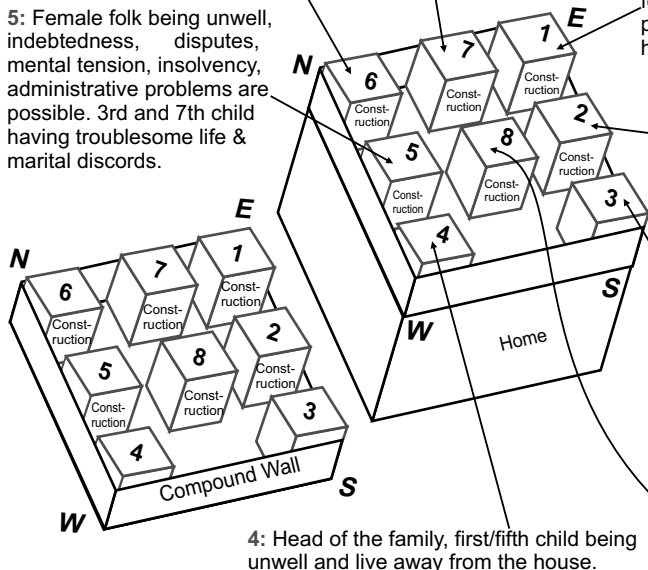 5: Female folk being unwell,
indebtedness, disputes,
mental tension, insolvency,
administrative problems are
possible. 3rd and 7th child
having troublesome life &
marital discords.
N
E
6
Const-
ruction
7
Const-
ruction
1
Const-
ruction
5
Const-
ruction
8
Const-
ruction
2
Const-
ruction
4
3
W
S
Home
N
E
6
Const-
ruction
7
Const-
ruction
1
Const-
ruction
5
Const-
ruction
8
Const-
ruction
2
Const-
ruction
4
3
Compound Wall
W
S
4: Head of the family, first/fifth child being
unwell and live away from the house.